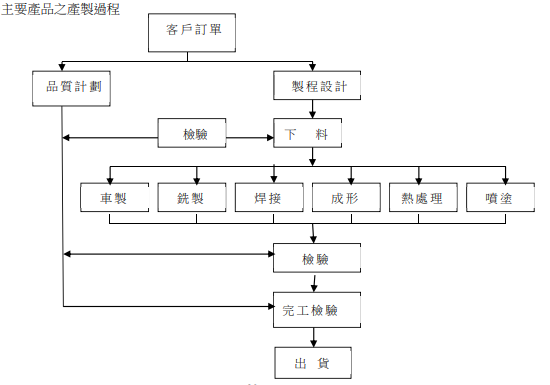 主要產品之產製過程
客戶訂單
品質計劃
製程設計
檢驗
下 料
車製
銑製
焊接
成形
熱處理
噴塗
檢驗
完工檢驗
出 貨